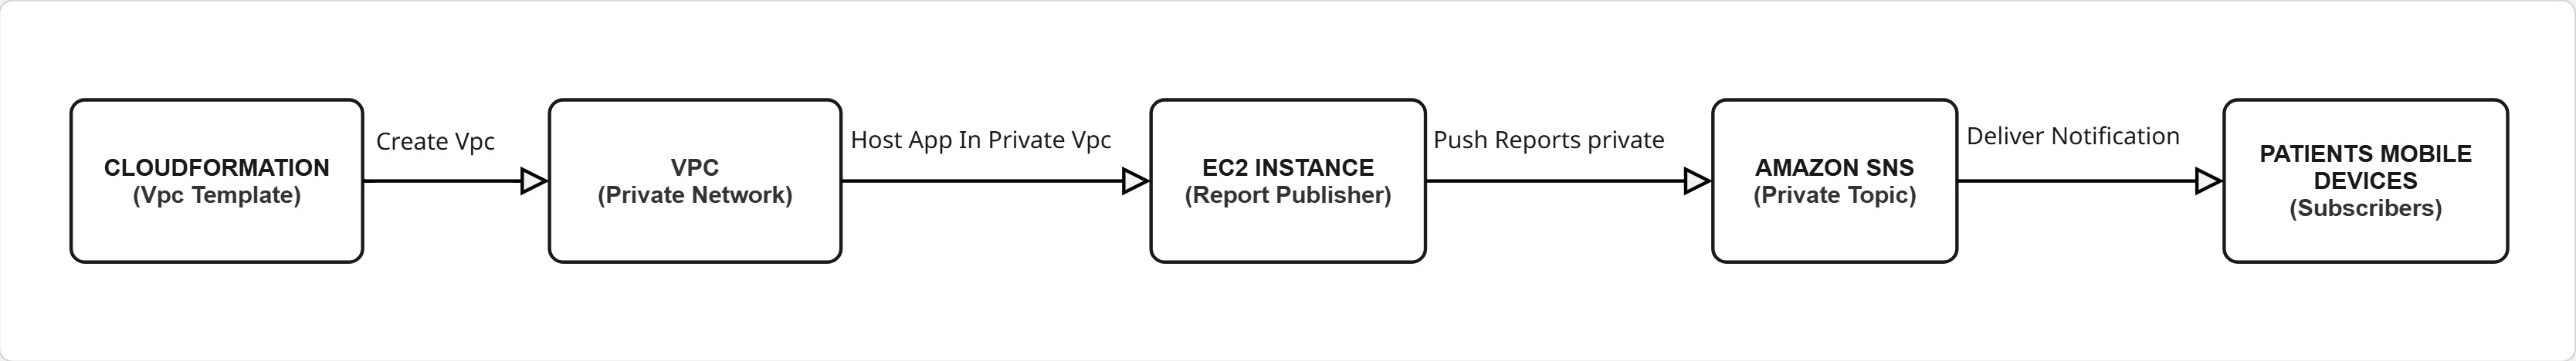 CLOUDFORMATION
(Vpc Template)
Create Vpc
VPC
(Private Network)
Host App In Private Vpc
EC2 INSTANCE
(Report Publisher)
Push Reports private
AMAZON SNS
(Private Topic)
Deliver Notification
PATIENTS MOBILE
DEVICES
(Subscribers)